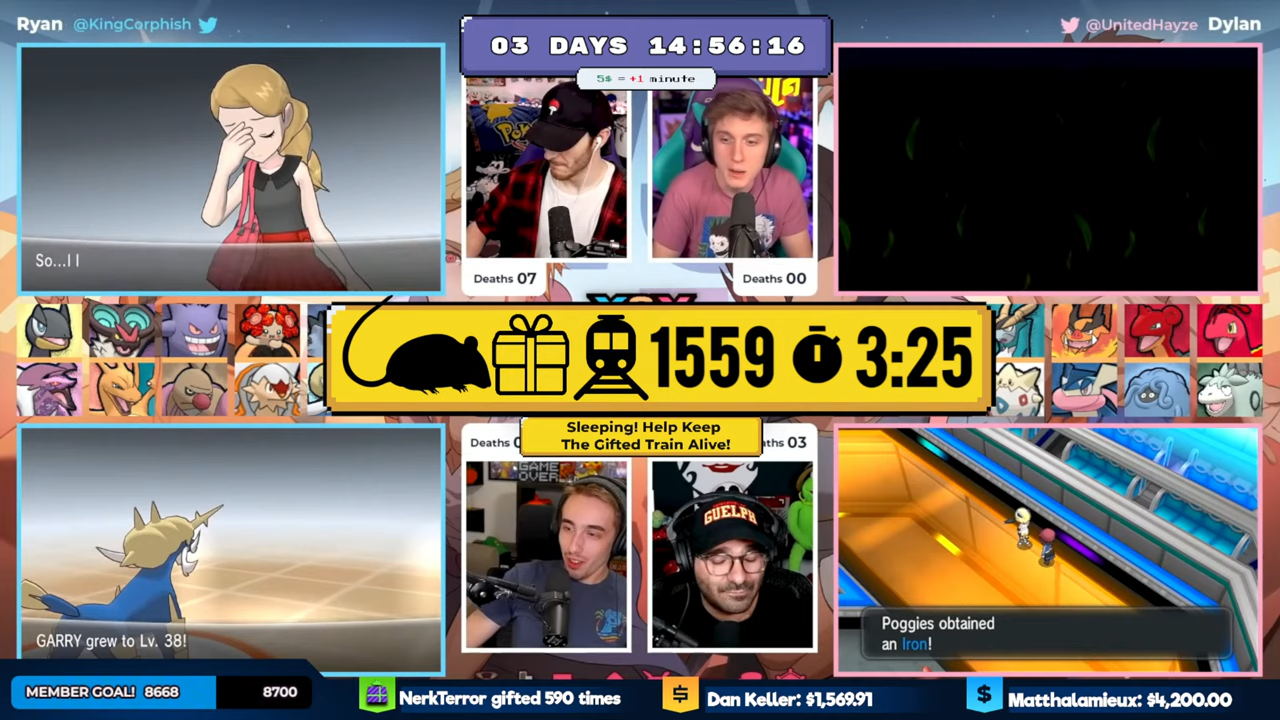 Ryan @KingCorphish
03 DAYS 14:56:16
5$ = +1 minute
@UnitedHayze Dylan
So...I I
Deaths 07
Deaths 00
1559 3:25
Sleeping! Help Keep
The Gifted Train Alive!
Deaths
ths 03
GAME
OVER
GUELPH
GARRY grew to Lv. 38!
Poggies obtained
an Iron!
MEMBER GOAL! 8668 8700
NerkTerror gifted 590 times
Dan Keller: $1,569.91
Matthalamieux: $4,200.00